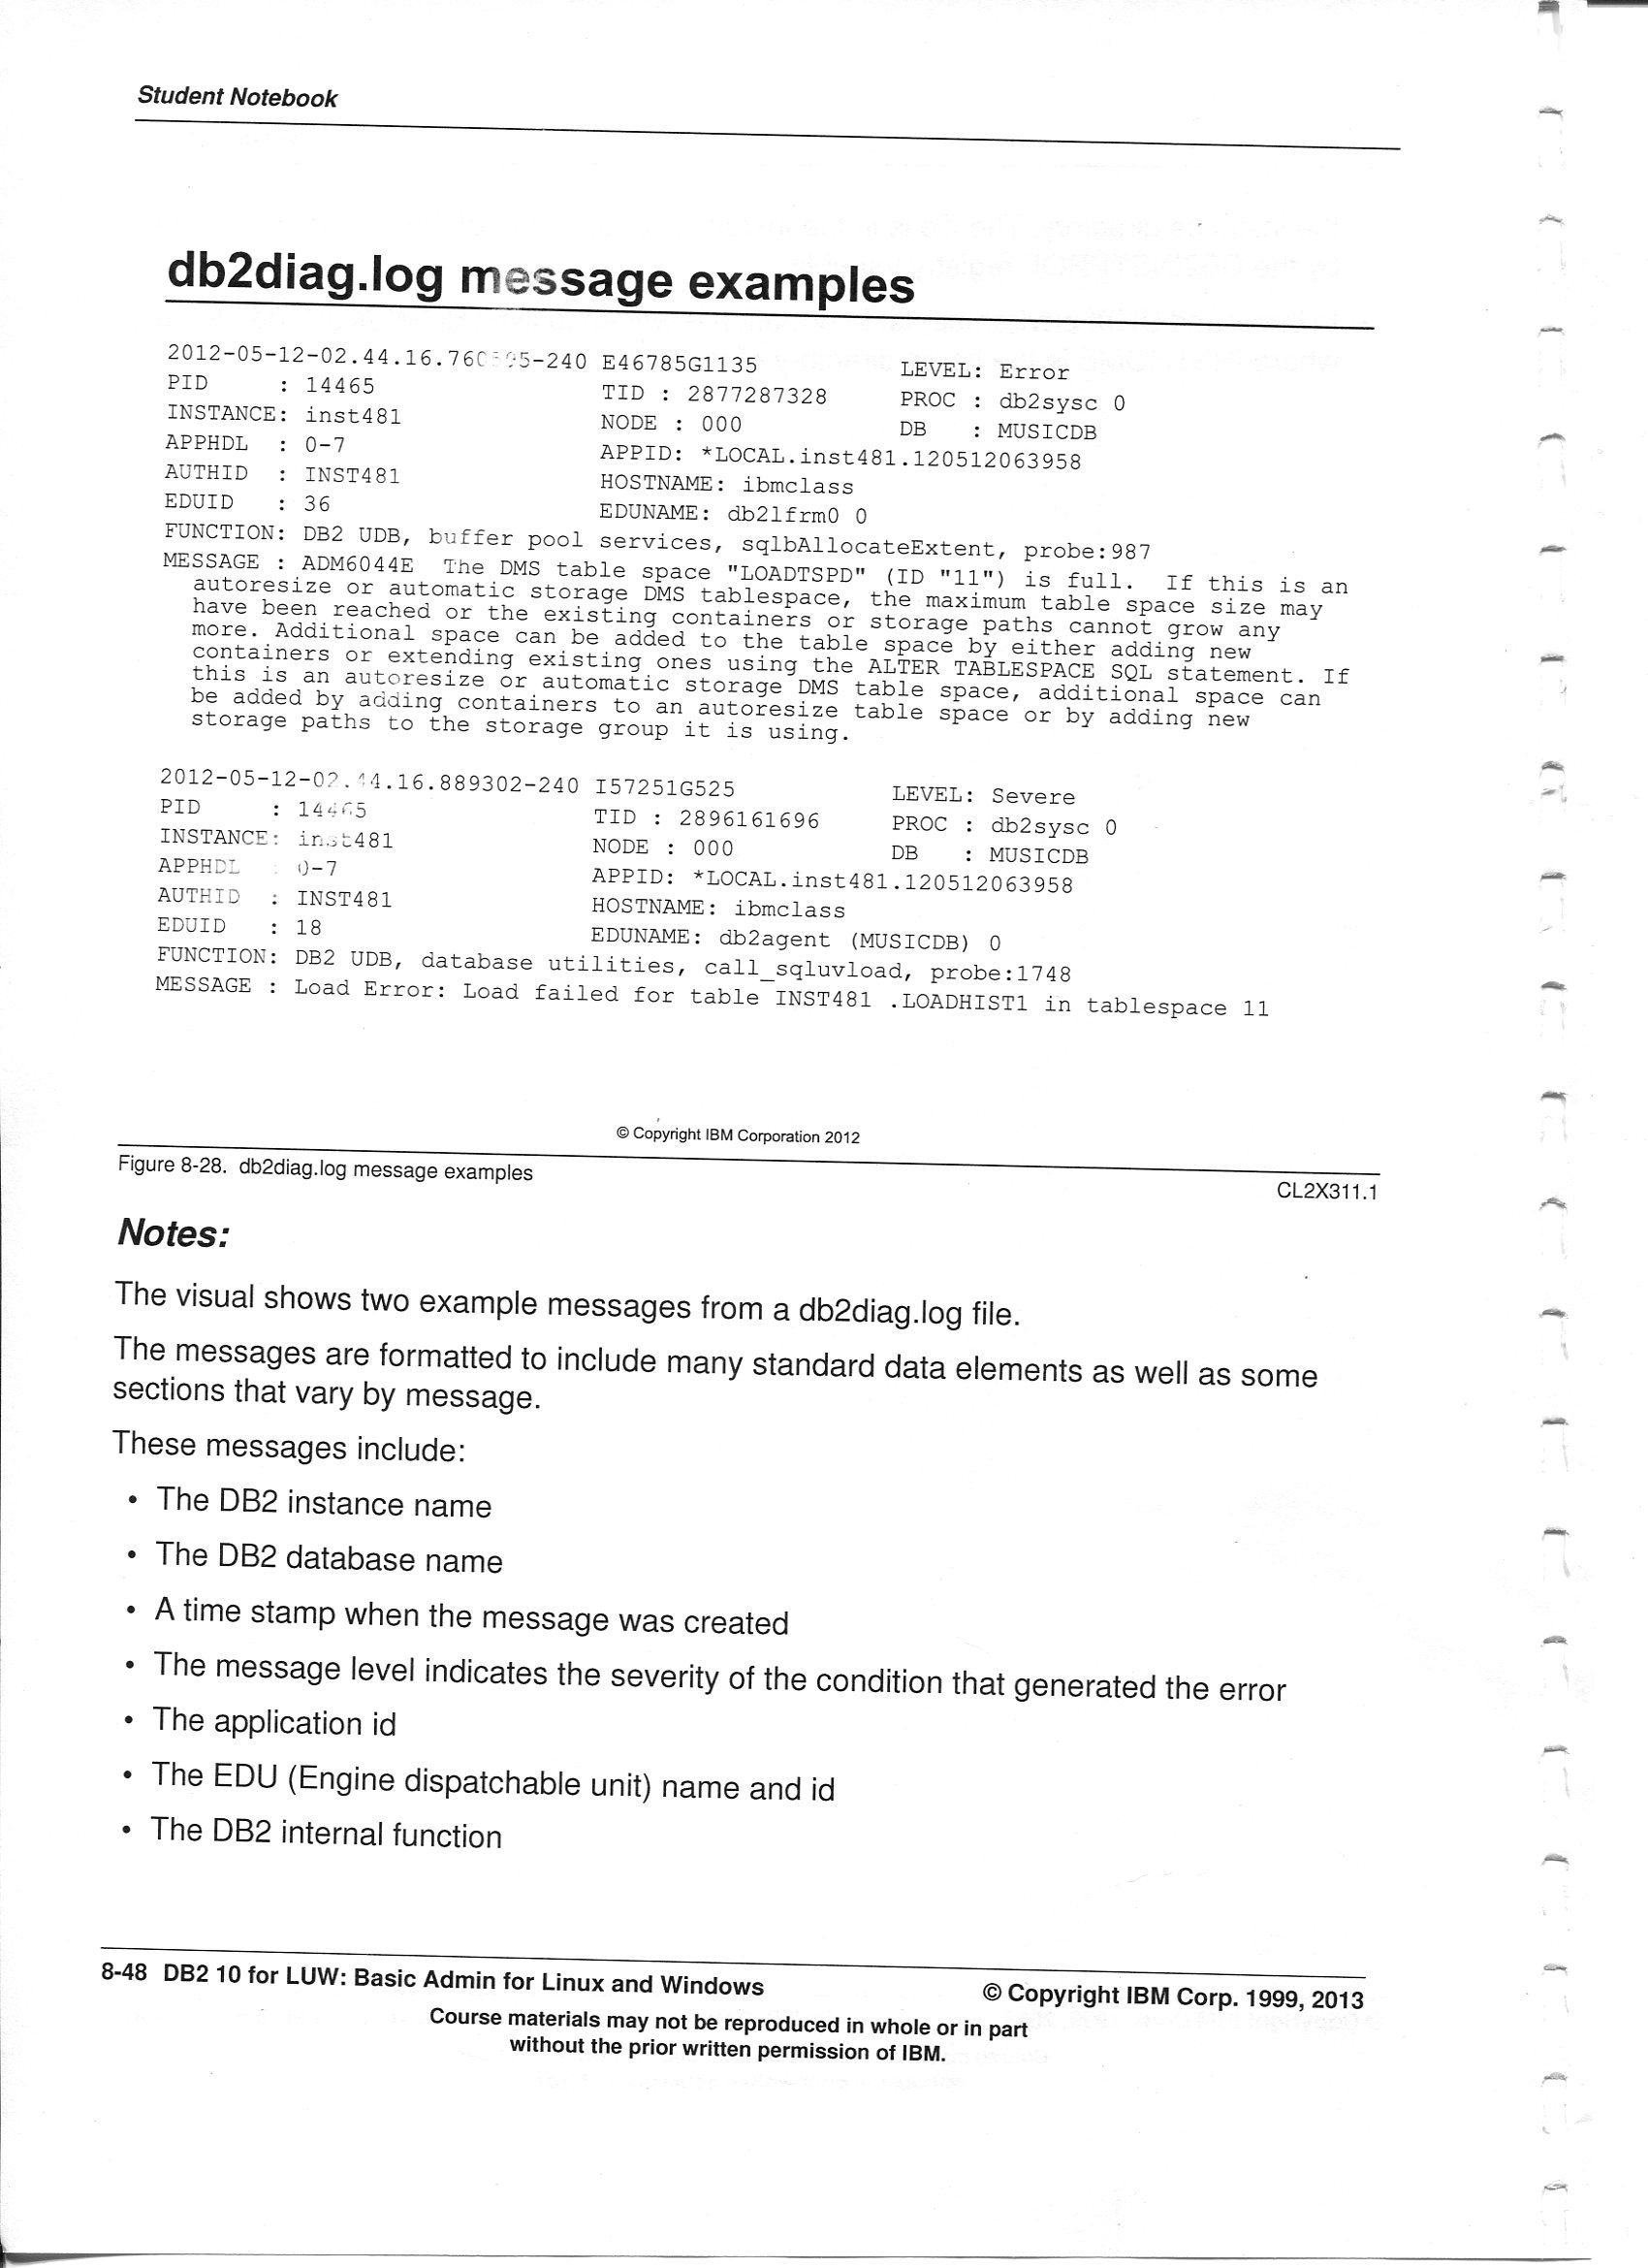 Student Notebook
db2diag.log message examples
2012-05-12-02.44.16.760595-240 E46785G1135 LEVEL: Error
PID : 14465 TID : 2877287328 PROC : db2sysc 0
INSTANCE: inst481 NODE : 000 DB : MUSICDB
APPHDL : 0-7 APPID: *LOCAL.inst481.120512063958
AUTHID : INST481 HOSTNAME: ibmclass
EDUID : 36 EDUNAME: db2lfrm0 0
FUNCTION: DB2 UDB, buffer pool services, sqlbAllocateExtent, probe:987
MESSAGE : ADM6044E The DMS table space "LOADTSPD" (ID "11") is full. If this is an
autoresize or automatic storage DMS tablespace, the maximum table space size may
have been reached or the existing containers or storage paths cannot grow any
more. Additional space can be added to the table space by either adding new
containers or extending existing ones using the ALTER TABLESPACE SQL statement. If
this is an autoresize or automatic storage DMS table space, additional space can
be added by adding containers to an autoresize table space or by adding new
storage paths to the storage group it is using.
2012-05-12-02.44.16.889302-240 I57251G525 LEVEL: Severe
PID : 14465 TID : 2896161696 PROC : db2sysc 0
INSTANCE: inst481 NODE : 000 DB : MUSICDB
APPHDL : 0-7 APPID: *LOCAL.inst481.120512063958
AUTHID : INST481 HOSTNAME: ibmclass
EDUID : 18 EDUNAME: db2agent (MUSICDB) 0
FUNCTION: DB2 UDB, database utilities, call_sqluvload, probe:1748
MESSAGE : Load Error: Load failed for table INST481 .LOADHIST1 in tablespace 11
© Copyright IBM Corporation 2012
Figure 8-28. db2diag.log message examples
CL2X311.1
Notes:
The visual shows two example messages from a db2diag.log file.
The messages are formatted to include many standard data elements as well as some
sections that vary by message.
These messages include:
• The DB2 instance name
• The DB2 database name
• A time stamp when the message was created
• The message level indicates the severity of the condition that generated the error
• The application id
• The EDU (Engine dispatchable unit) name and id
• The DB2 internal function
8-48 DB2 10 for LUW: Basic Admin for Linux and Windows © Copyright IBM Corp. 1999, 2013
Course materials may not be reproduced in whole or in part
without the prior written permission of IBM.